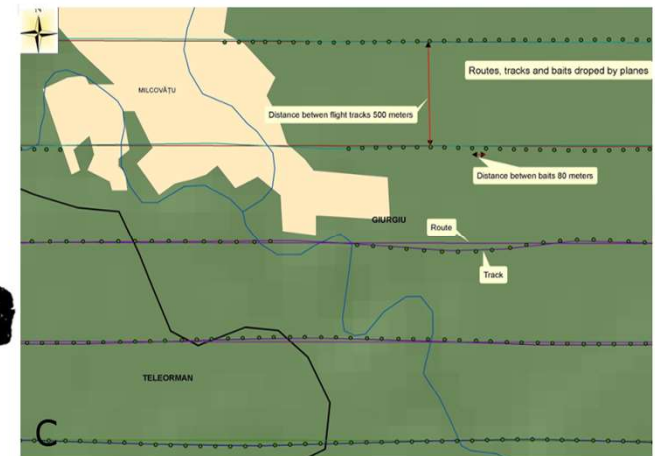 N
Routes, tracks and baits droped by planes
MILCOVĂȚU
Distance betwen flight tracks 500 meters
Distance betwen baits 80 meters
GIURGIU
Route
Track
TELEORMAN
C